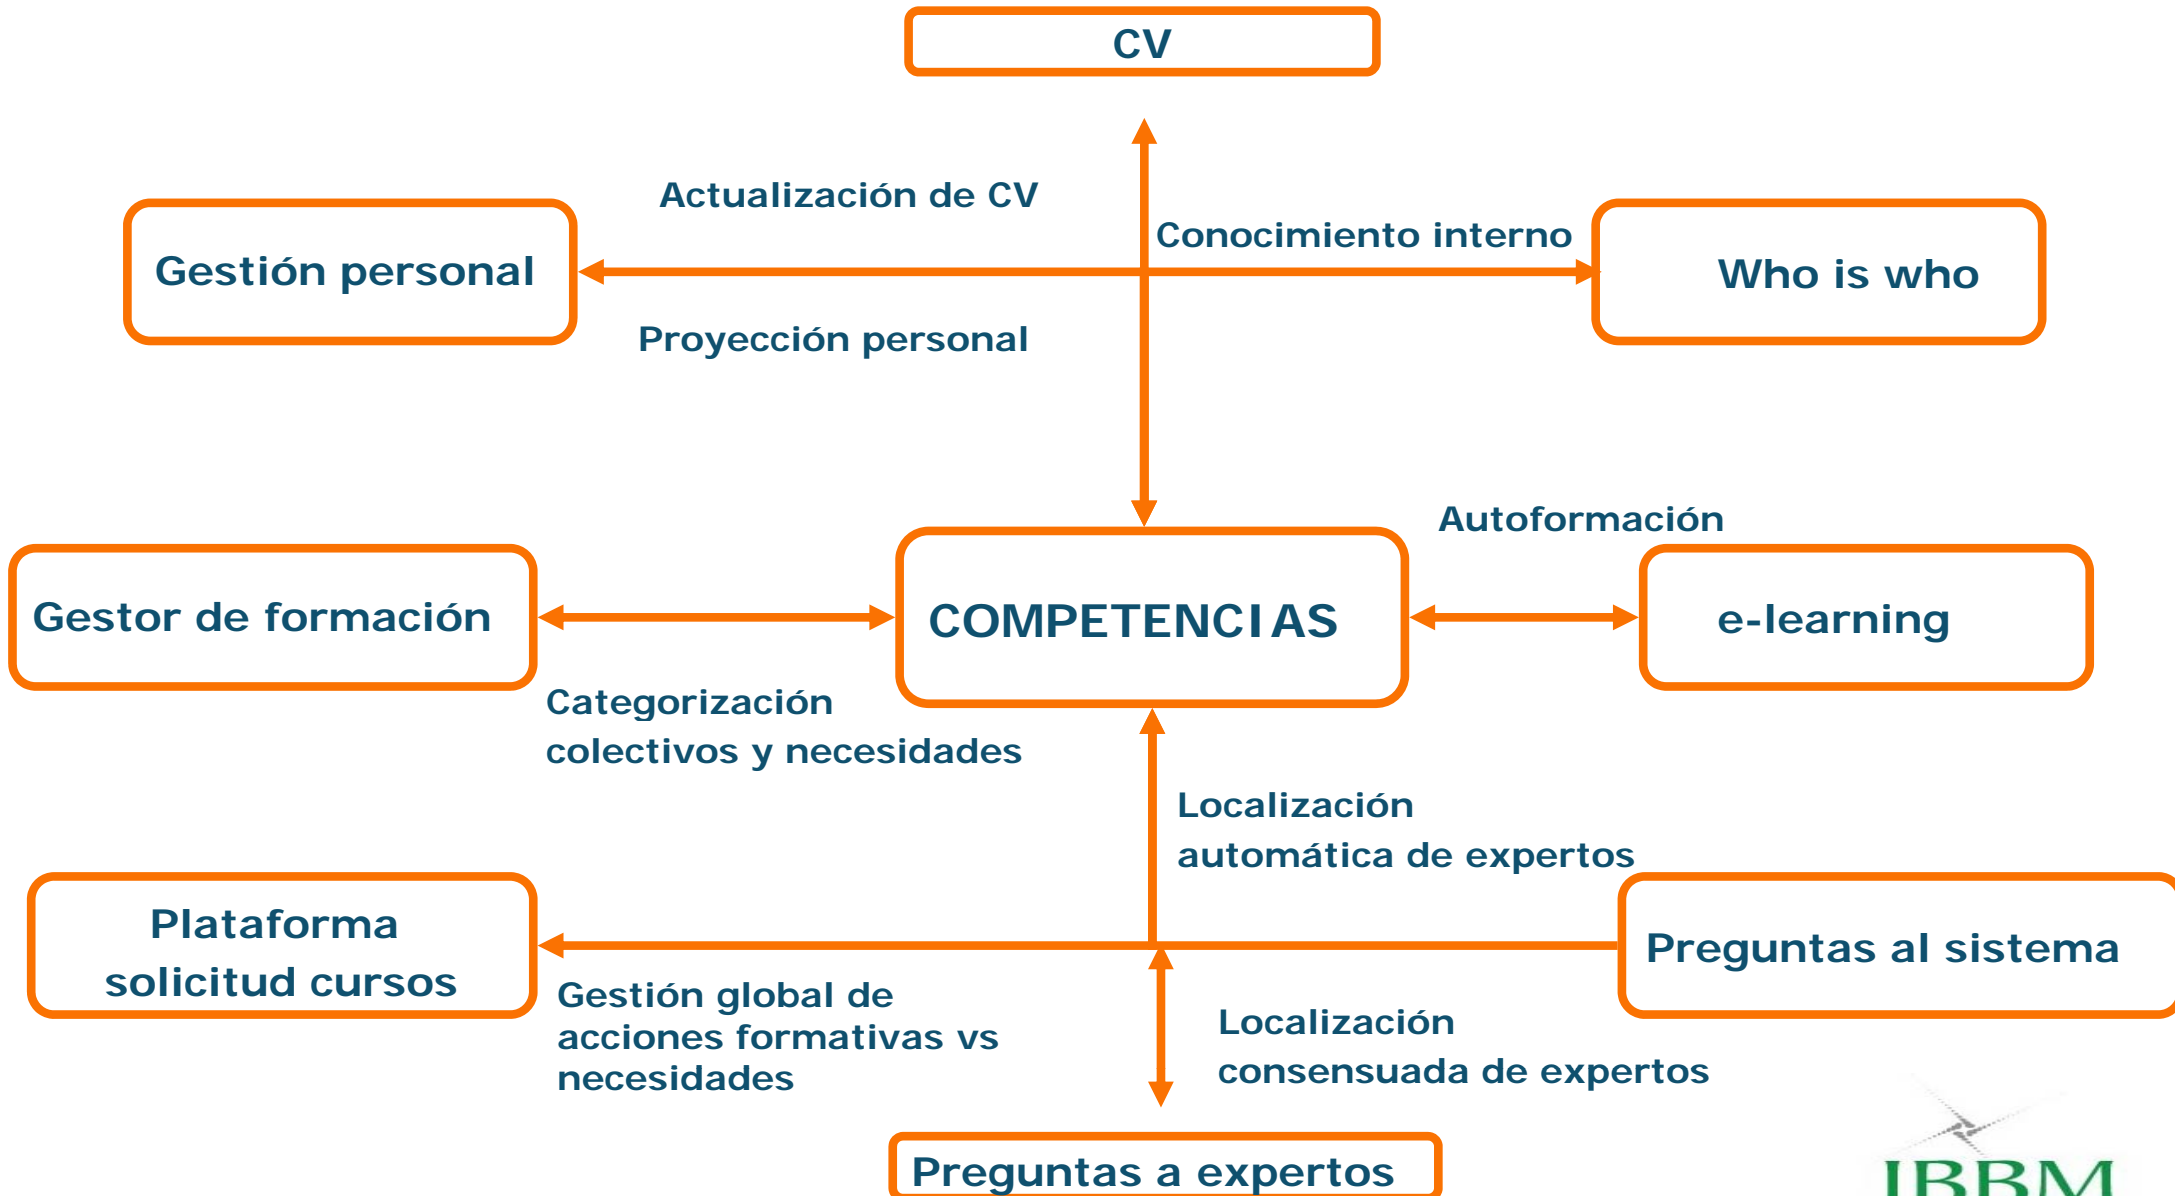 CV
Actualización de CV
Conocimiento interno
Gestión personal
Who is who
Proyección personal
Autoformación
Gestor de formación
COMPETENCIAS
e-learning
Categorización
colectivos y necesidades
Localización
automática de expertos
Plataforma
solicitud cursos
Preguntas al sistema
Gestión global de
acciones formativas vs
necesidades
Localización
consensuada de expertos
Preguntas a expertos
IBBM